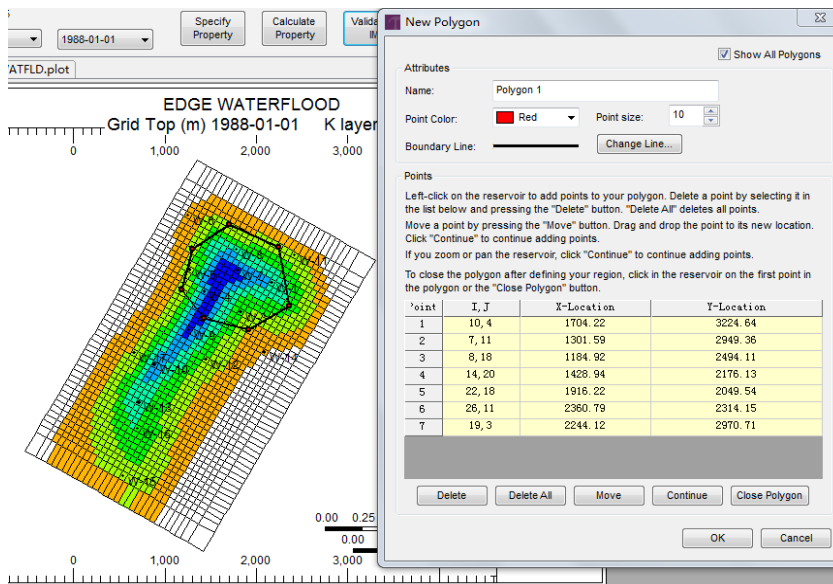 Specify
Property
Calculate
Property
1988-01-01
/ATFLD.plot
EDGE WATERFLOOD
Grid Top (m) 1988-01-01 K layer
0 1,000 2,000 3,000
W-8
W-14
W-12
W-10
W-13
0.00 0.25
0.00
0 1,000 2,000 3,000
New Polygon
Show All Polygons
Attributes
Name: Polygon 1
Point Color: Red Point size: 10
Boundary Line: Change Line...
Points
Left-click on the reservoir to add points to your polygon. Delete a point by selecting it in
the list below and pressing the "Delete" button. "Delete All" deletes all points.
Move a point by pressing the "Move" button. Drag and drop the point to its new location.
Click "Continue" to continue adding points.
If you zoom or pan the reservoir, click "Continue" to continue adding points.
To close the polygon after defining your region, click in the reservoir on the first point in
the polygon or the "Close Polygon" button.
Point I,J X-Location Y-Location
1 10,4 1704.22 3224.64
2 7,11 1301.59 2949.36
3 8,18 1184.92 2494.11
4 14,20 1428.94 2176.13
5 22,18 1916.22 2049.54
6 26,11 2360.79 2314.15
7 19,3 2244.12 2970.71
Delete Delete All Move Continue Close Polygon
OK Cancel